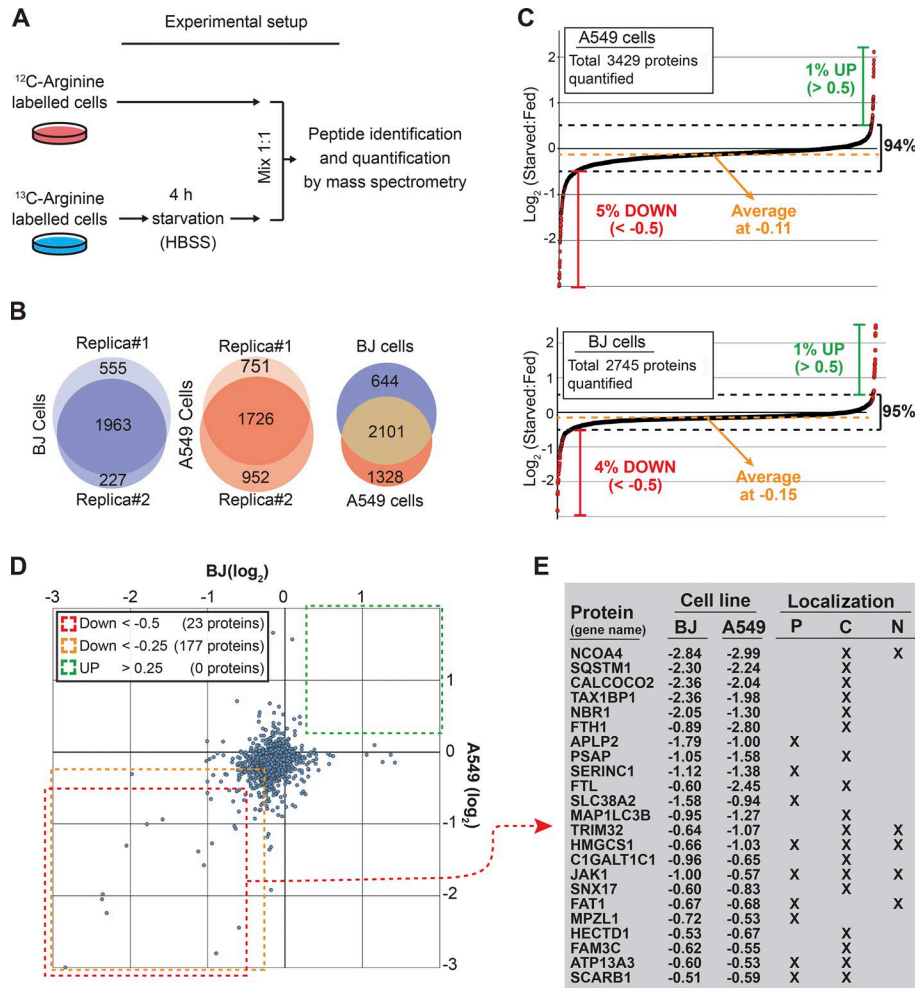 A
Experimental setup
¹²C-Arginine
labelled cells
¹³C-Arginine
labelled cells
4 h
starvation
(HBSS)
Mix 1:1
Peptide identification
and quantification
by mass spectrometry
B
BJ Cells
Replica#1
555
1963
227
Replica#2
A549 Cells
Replica#1
751
1726
952
Replica#2
BJ cells
644
2101
1328
A549 cells
C
A549 cells
Total 3429 proteins
quantified
Log₂ (Starved:Fed)
2
1
0
-1
-2
1% UP
(> 0.5)
94%
5% DOWN
(< -0.5)
Average
at -0.11
BJ cells
Total 2745 proteins
quantified
Log₂ (Starved:Fed)
2
1
0
-1
-2
1% UP
(> 0.5)
95%
4% DOWN
(< -0.5)
Average
at -0.15
D
BJ(log₂)
-3 -2 -1 0 1
Down < -0.5 (23 proteins)
Down < -0.25 (177 proteins)
UP > 0.25 (0 proteins)
A549 (log₂)
1
0
-1
-2
-3
E
Protein Cell line Localization
(gene name) BJ A549 P C N
NCOA4 -2.84 -2.99 X X
SQSTM1 -2.30 -2.24 X
CALCOCO2 -2.36 -2.04 X
TAX1BP1 -2.36 -1.98 X
NBR1 -2.05 -1.30 X
FTH1 -0.89 -2.80 X
APLP2 -1.79 -1.00 X
PSAP -1.05 -1.58 X
SERINC1 -1.12 -1.38 X
FTL -0.60 -2.45 X
SLC38A2 -1.58 -0.94 X
MAP1LC3B -0.95 -1.27 X
TRIM32 -0.64 -1.07 X X
HMGCS1 -0.66 -1.03 X X X
C1GALT1C1 -0.96 -0.65 X
JAK1 -1.00 -0.57 X X X
SNX17 -0.60 -0.83 X
FAT1 -0.67 -0.68 X X
MPZL1 -0.72 -0.53 X
HECTD1 -0.53 -0.67 X
FAM3C -0.62 -0.55 X
ATP13A3 -0.60 -0.53 X X
SCARB1 -0.51 -0.59 X X